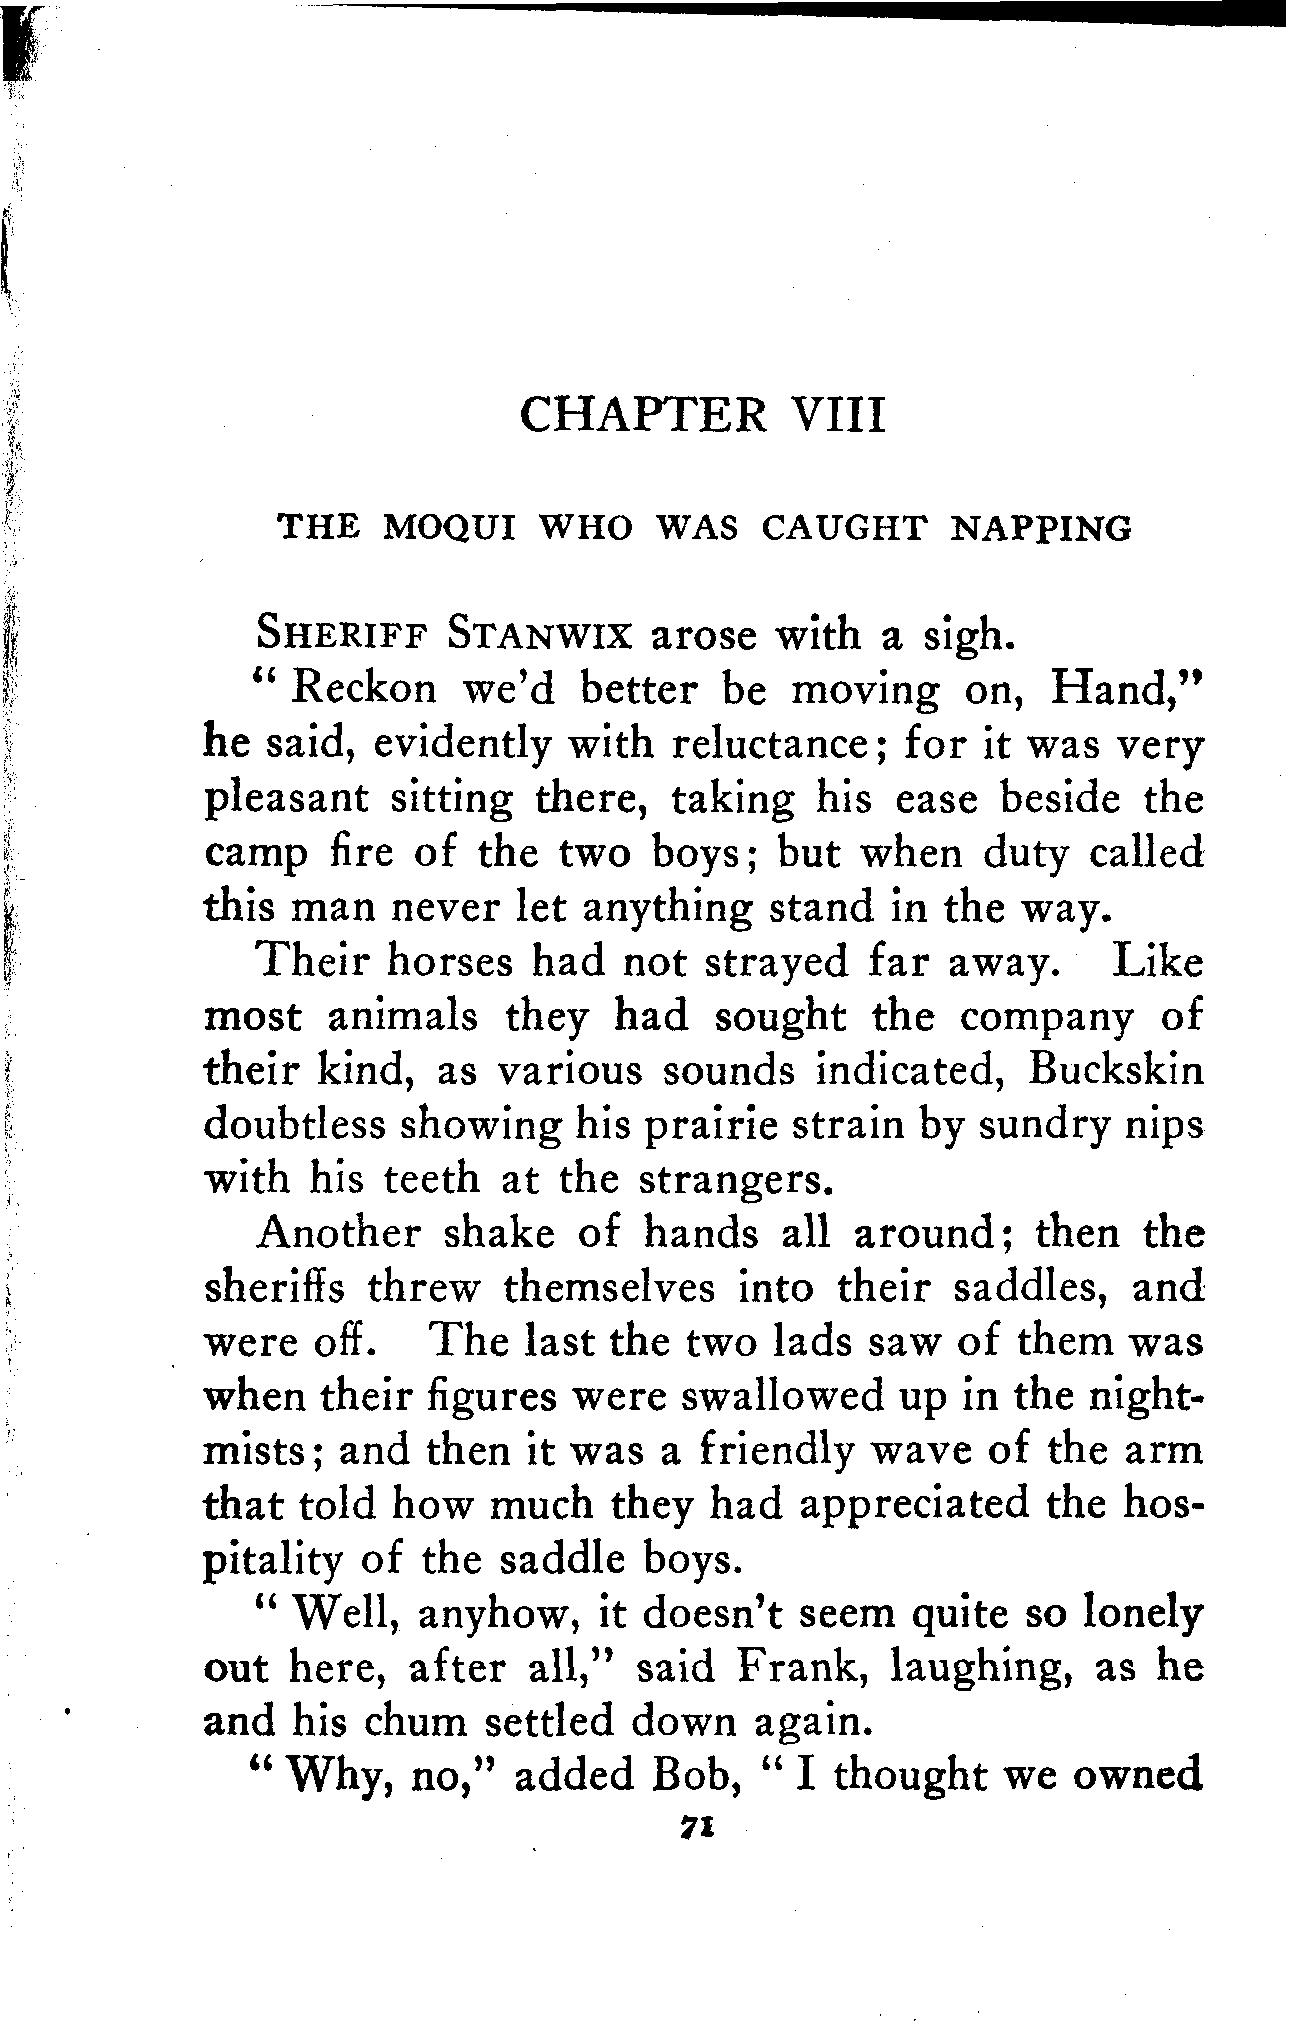 CHAPTER VIII
THE MOQUI WHO WAS CAUGHT NAPPING
SHERIFF STANWIX arose with a sigh.
“ Reckon we’d better be moving on, Hand,”
he said, evidently with reluctance; for it was very
pleasant sitting there, taking his ease beside the
camp fire of the two boys; but when duty called
this man never let anything stand in the way.
Their horses had not strayed far away. Like
most animals they had sought the company of
their kind, as various sounds indicated, Buckskin
doubtless showing his prairie strain by sundry nips
with his teeth at the strangers.
Another shake of hands all around; then the
sheriffs threw themselves into their saddles, and
were off. The last the two lads saw of them was
when their figures were swallowed up in the night-
mists; and then it was a friendly wave of the arm
that told how much they had appreciated the hos-
pitality of the saddle boys.
“ Well, anyhow, it doesn’t seem quite so lonely
out here, after all,” said Frank, laughing, as he
and his chum settled down again.
“ Why, no,” added Bob, “ I thought we owned
71